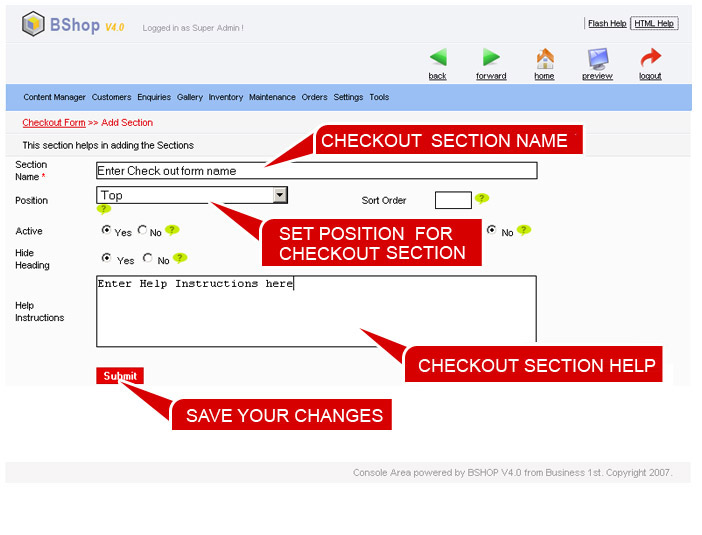 BShop V4.0 Logged in as Super Admin ! Flash Help HTML Help
back forward home preview logout
Content Manager Customers Enquiries Gallery Inventory Maintenance Orders Settings Tools
Checkout Form >> Add Section
This section helps in adding the Sections
CHECKOUT SECTION NAME
Section
Name *
Enter Check out form name
Position Top Sort Order ?
?
Active Yes No ? No ?
SET POSITION FOR
CHECKOUT SECTION
Hide
Heading
Yes No ?
Enter Help Instructions here
Help
Instructions
CHECKOUT SECTION HELP
Submit
SAVE YOUR CHANGES
Console Area powered by BSHOP V4.0 from Business 1st. Copyright 2007.